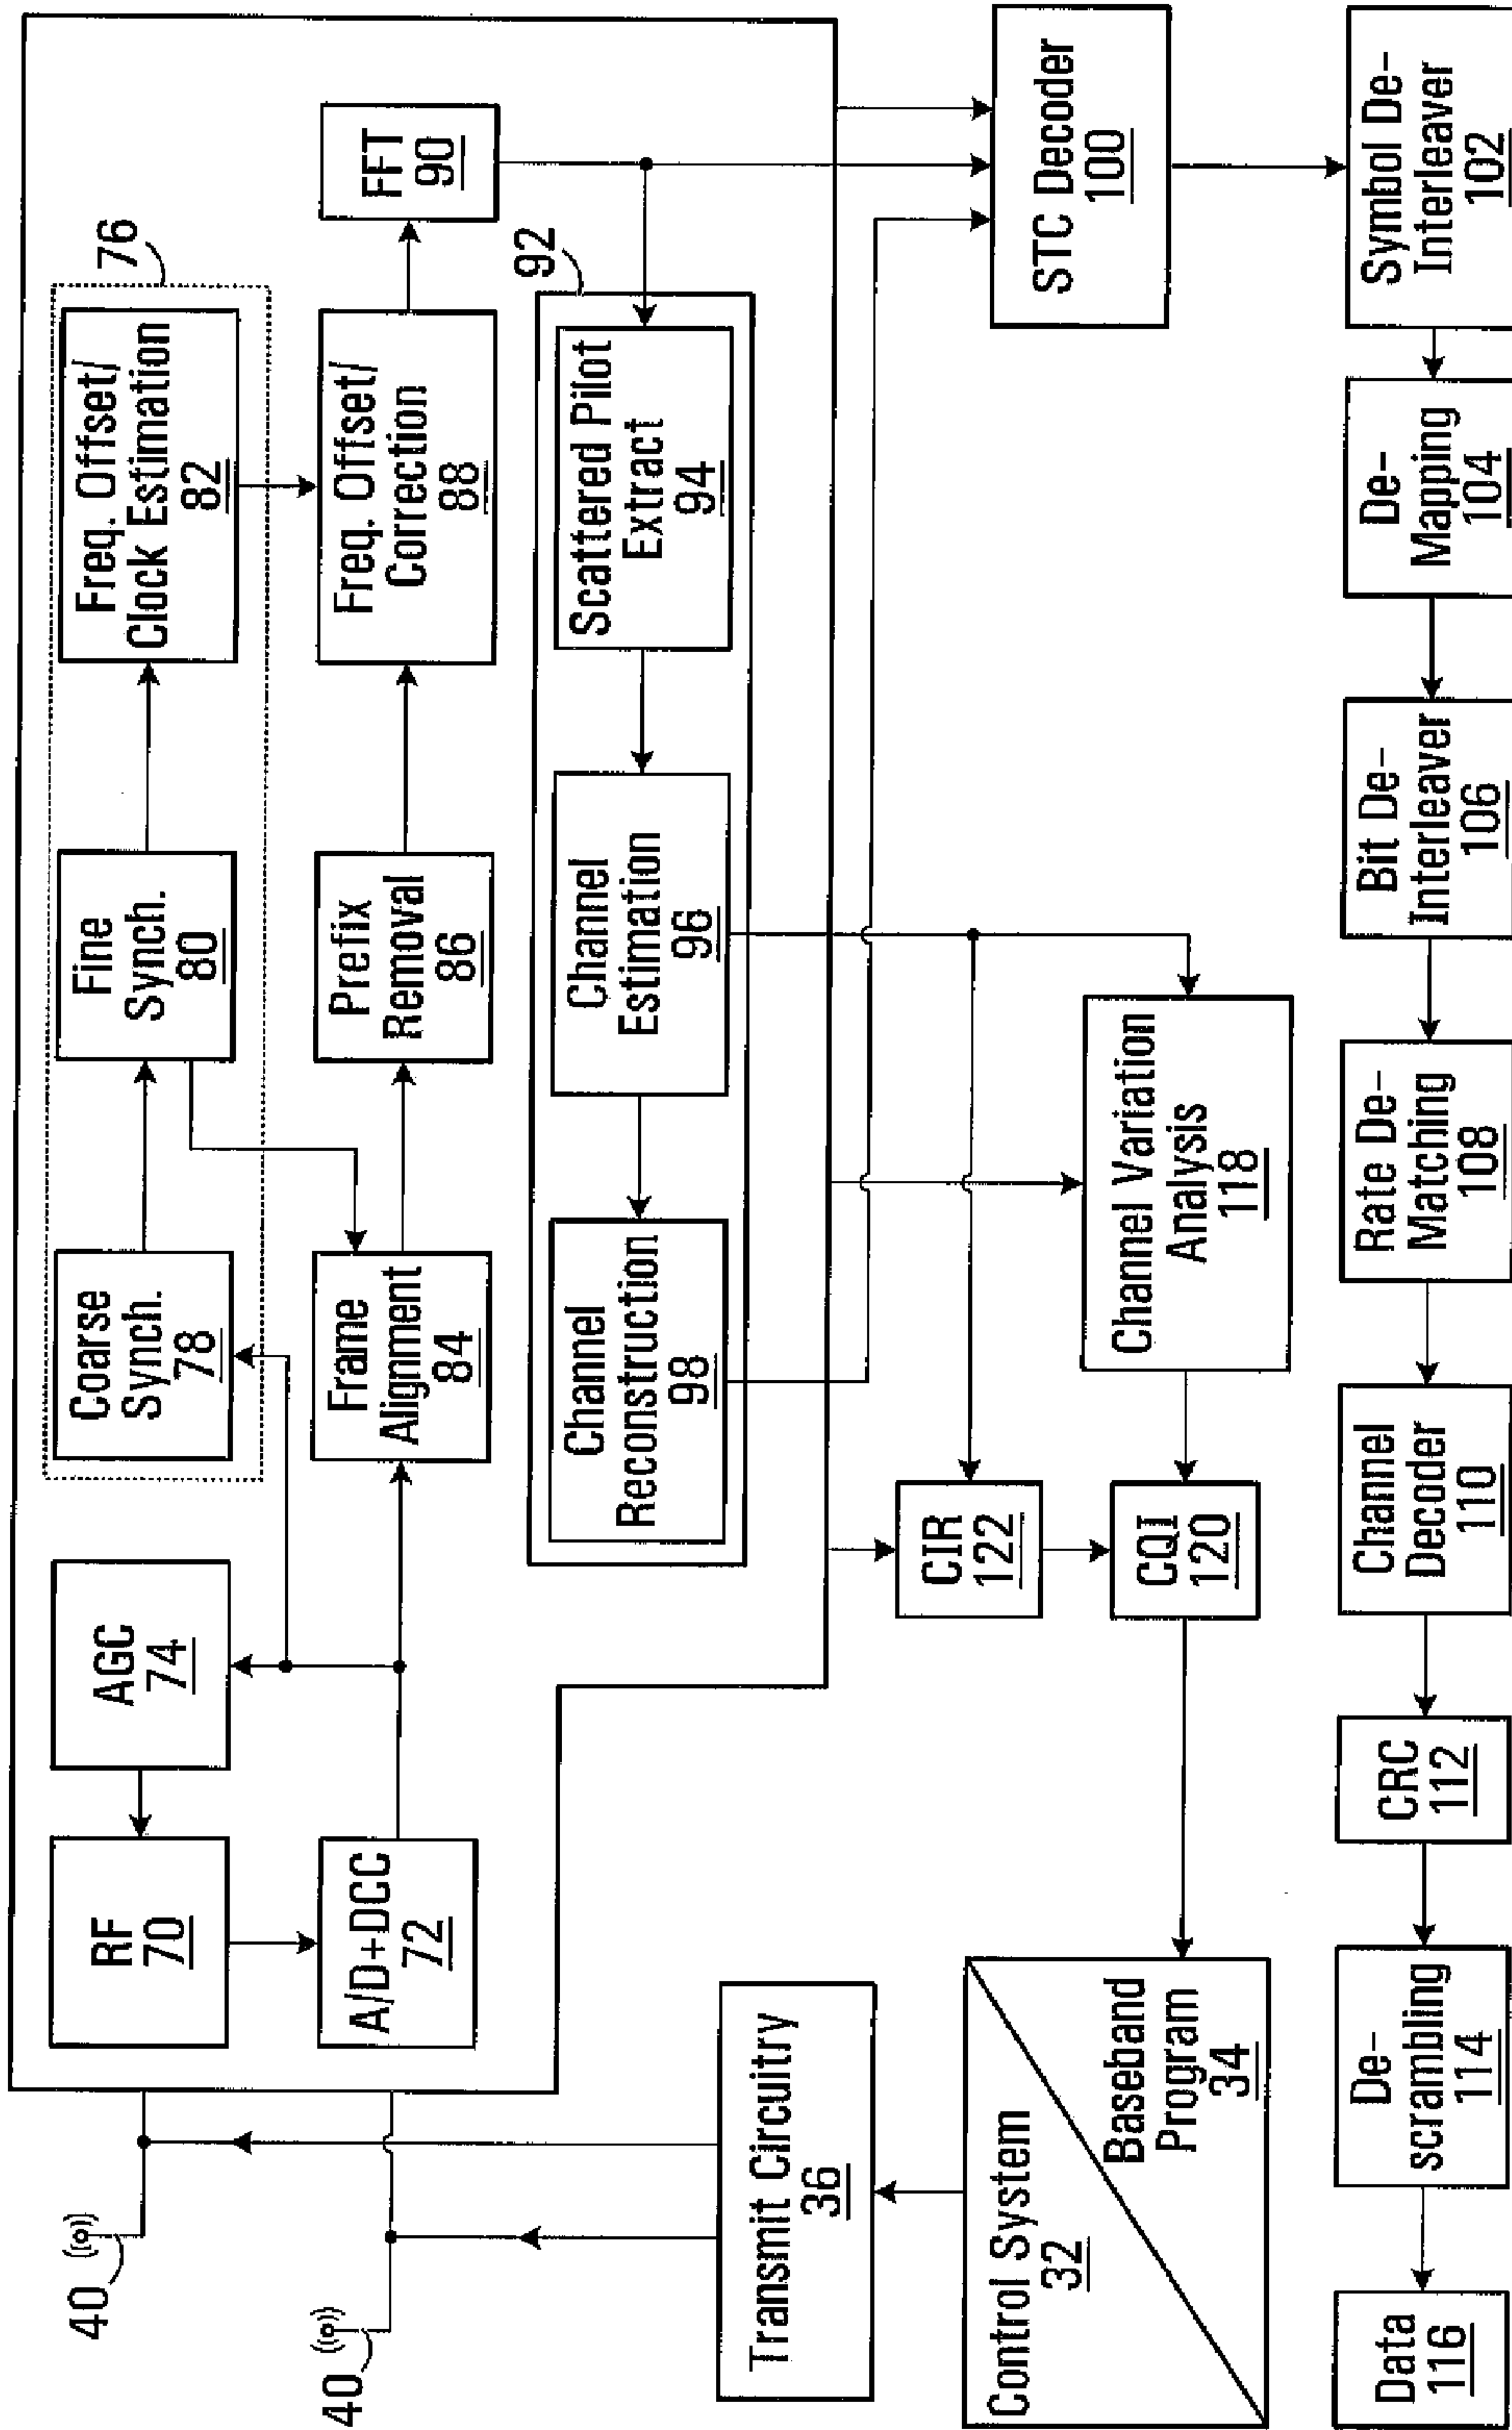 40
40
RF
70
AGC
74
Coarse
Synch.
78
Fine
Synch.
80
Freq. Offset/
Clock Estimation
82
76
A/D+DCC
72
Frame
Alignment
84
Prefix
Removal
86
Freq. Offset/
Correction
88
FFT
90
92
Channel
Reconstruction
98
Channel
Estimation
96
Scattered Pilot
Extract
94
Transmit Circuitry
36
Control System
32
Baseband
Program
34
CIR
122
CQI
120
Channel Variation
Analysis
118
STC Decoder
100
Data
116
De-
scrambling
114
CRC
112
Channel
Decoder
110
Rate De-
Matching
108
Bit De-
Interleaver
106
De-
Mapping
104
Symbol De-
Interleaver
102